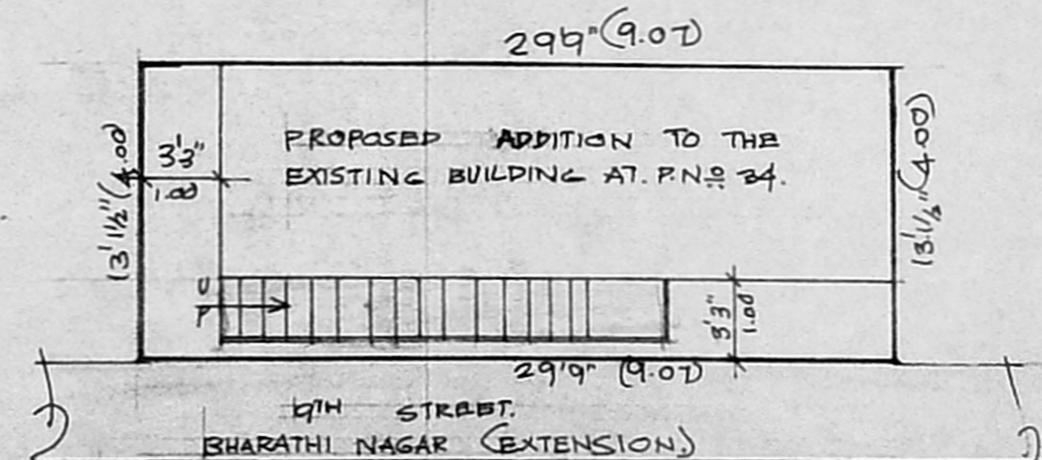 29'9" (9.07)
13' 1½" (4.00)
3'3"
1.00
PROPOSED ADDITION TO THE
EXISTING BUILDING AT. P.Nº 34.
13' 1½" (4.00)
UP
3'3"
1.00
29'9" (9.07)
9TH STREET.
BHARATHI NAGAR (EXTENSION)